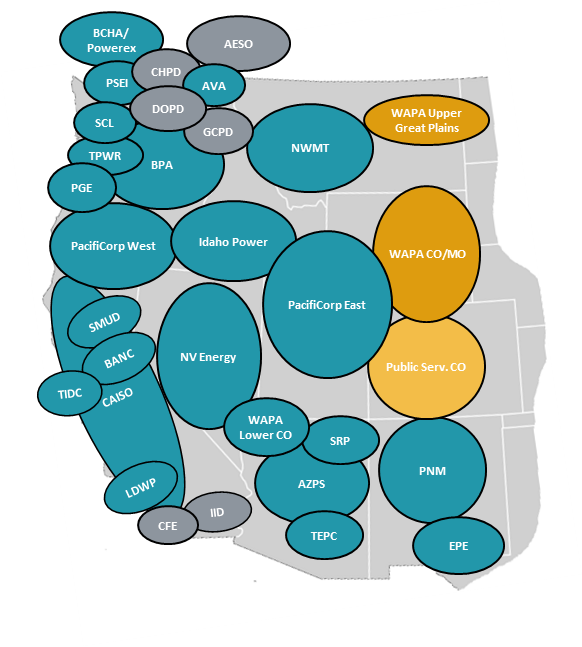 BCHA/
Powerex
AESO
CHPD
PSEI
AVA
DOPD
SCL
GCPD
WAPA Upper
Great Plains
NWMT
TPWR
BPA
PGE
PacifiCorp West
Idaho Power
WAPA CO/MO
PacifiCorp East
SMUD
BANC
NV Energy
Public Serv. CO
TIDC
CAISO
WAPA
Lower CO
SRP
PNM
AZPS
LDWP
IID
CFE
TEPC
EPE